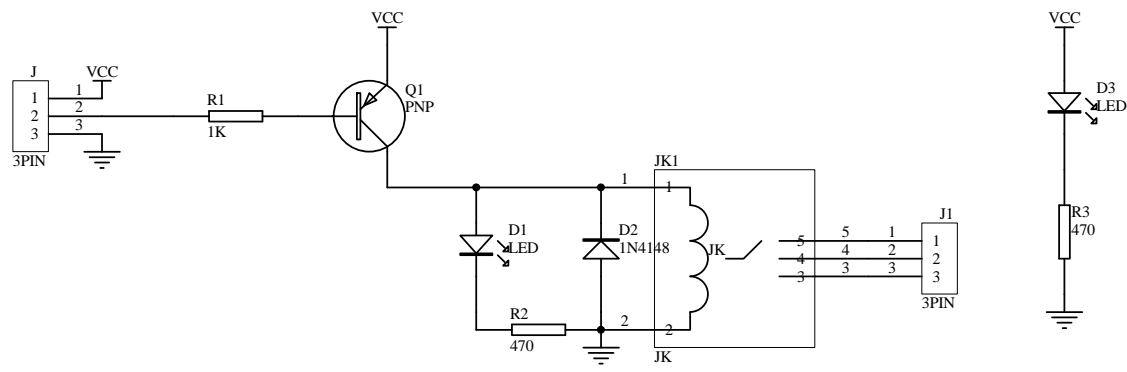 VCC
VCC
J
VCC
1
1
2
2
3
3
3PIN
R1
1K
Q1
PNP
D3
LED
JK1
1
1
D1
LED
D2
1N4148
JK
5
5
1
1
4
4
2
2
3
3
3
3
J1
3PIN
R3
470
R2
470
2
2
JK